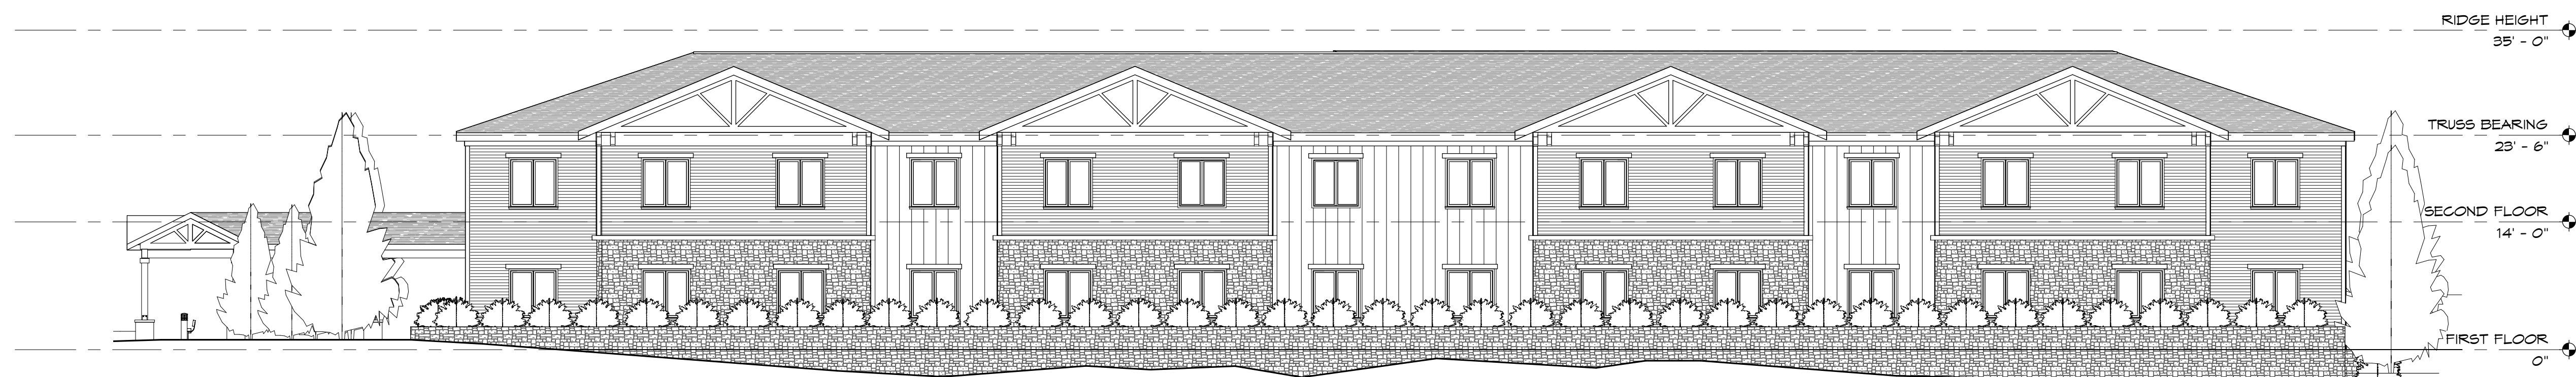 RIDGE HEIGHT
35' - 0"
TRUSS BEARING
23' - 6"
SECOND FLOOR
14' - 0"
FIRST FLOOR
0"